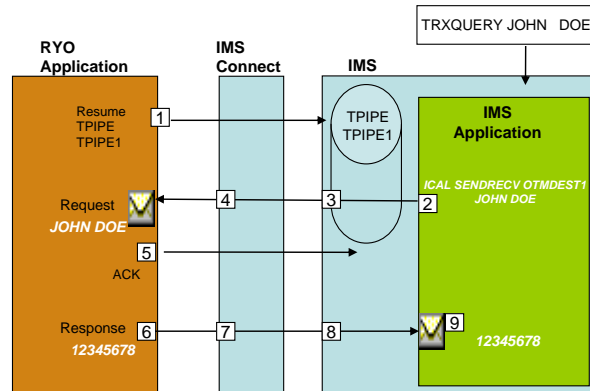 TRXQUERY JOHN DOE
RYO
Application
IMS
Connect
IMS
Resume
TPIPE
TPIPE1
1
TPIPE
TPIPE1
IMS
Application
ICAL SENDRECV OTMDEST1
JOHN DOE
2
3
4
Request
JOHN DOE
5
ACK
Response
12345678
6
7
8
9
12345678